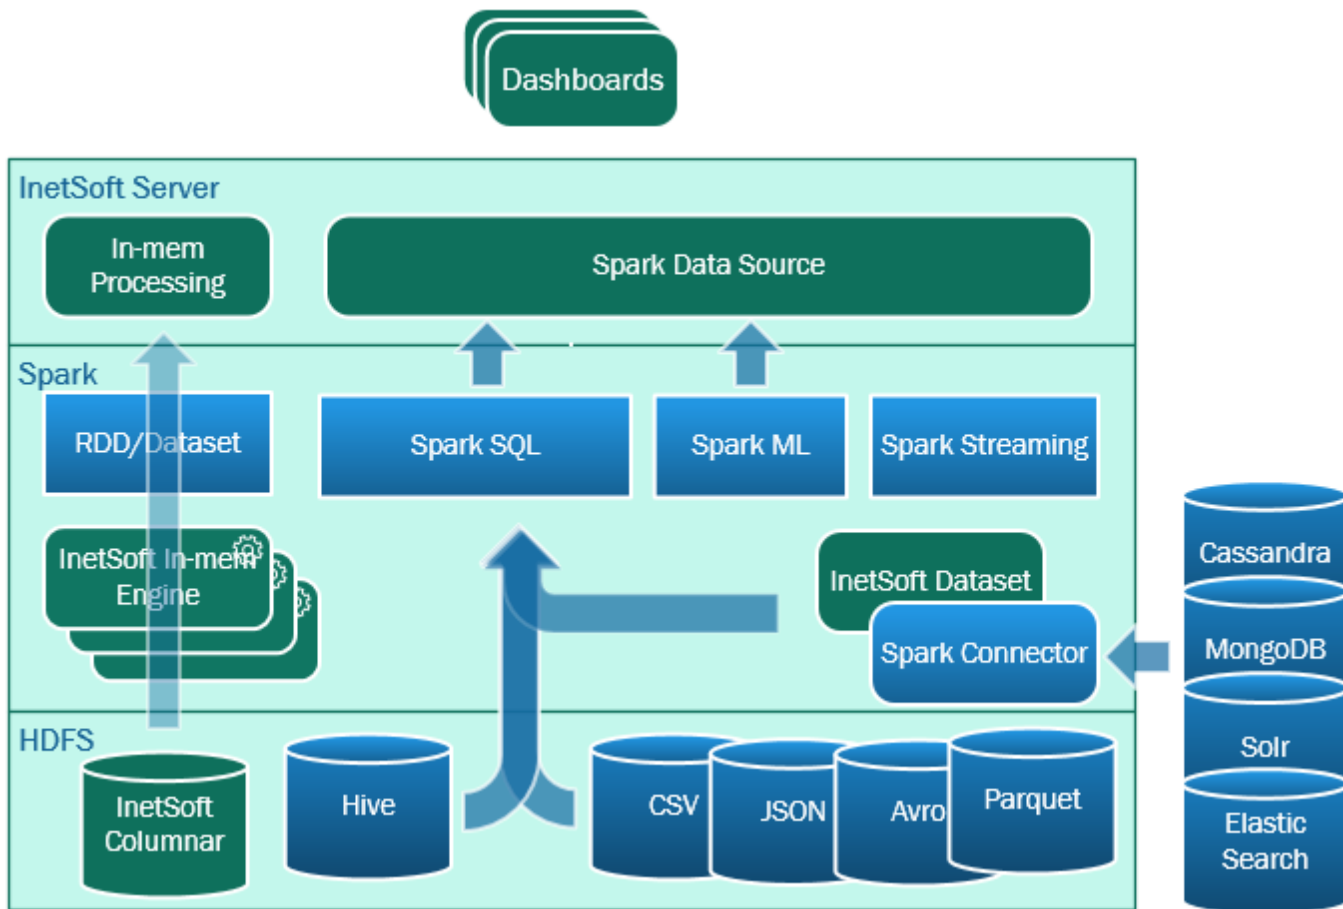 Dashboards
InetSoft Server
In-mem
Processing
Spark Data Source
Spark
RDD/Dataset
Spark SQL
Spark ML
Spark Streaming
InetSoft In-mem
Engine
InetSoft Dataset
Spark Connector
Cassandra
MongoDB
Solr
Elastic
Search
HDFS
InetSoft
Columnar
Hive
CSV
JSON
Avro
Parquet